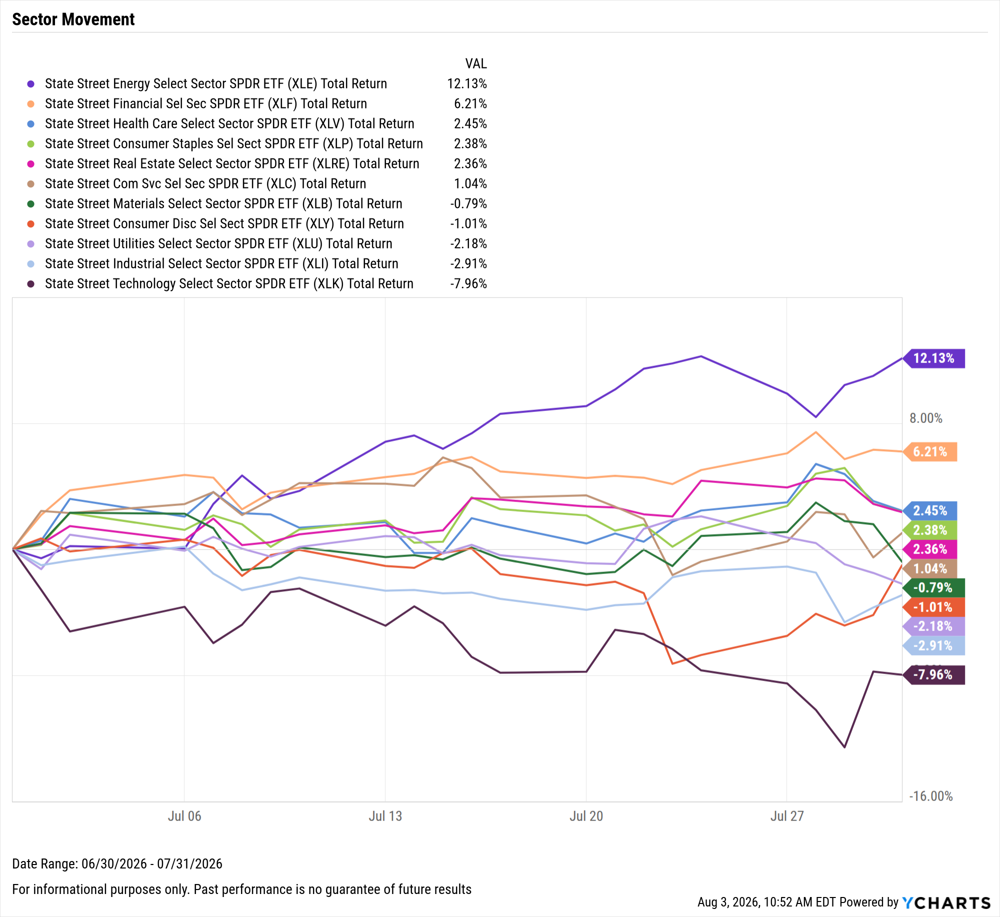 Sector Movement
VAL
State Street Energy Select Sector SPDR ETF (XLE) Total Return 12.13%
State Street Financial Sel Sec SPDR ETF (XLF) Total Return 6.21%
State Street Health Care Select Sector SPDR ETF (XLV) Total Return 2.45%
State Street Consumer Staples Sel Sect SPDR ETF (XLP) Total Return 2.38%
State Street Real Estate Select Sector SPDR ETF (XLRE) Total Return 2.36%
State Street Com Svc Sel Sec SPDR ETF (XLC) Total Return 1.04%
State Street Materials Select Sector SPDR ETF (XLB) Total Return -0.79%
State Street Consumer Disc Sel Sect SPDR ETF (XLY) Total Return -1.01%
State Street Utilities Select Sector SPDR ETF (XLU) Total Return -2.18%
State Street Industrial Select Sector SPDR ETF (XLI) Total Return -2.91%
State Street Technology Select Sector SPDR ETF (XLK) Total Return -7.96%
12.13%
8.00%
6.21%
2.45%
2.38%
2.36%
1.04%
-0.79%
-1.01%
-2.18%
-2.91%
-7.96%
-16.00%
Jul 06 Jul 13 Jul 20 Jul 27
Date Range: 06/30/2026 - 07/31/2026
For informational purposes only. Past performance is no guarantee of future results
Aug 3, 2026, 10:52 AM EDT Powered by YCHARTS